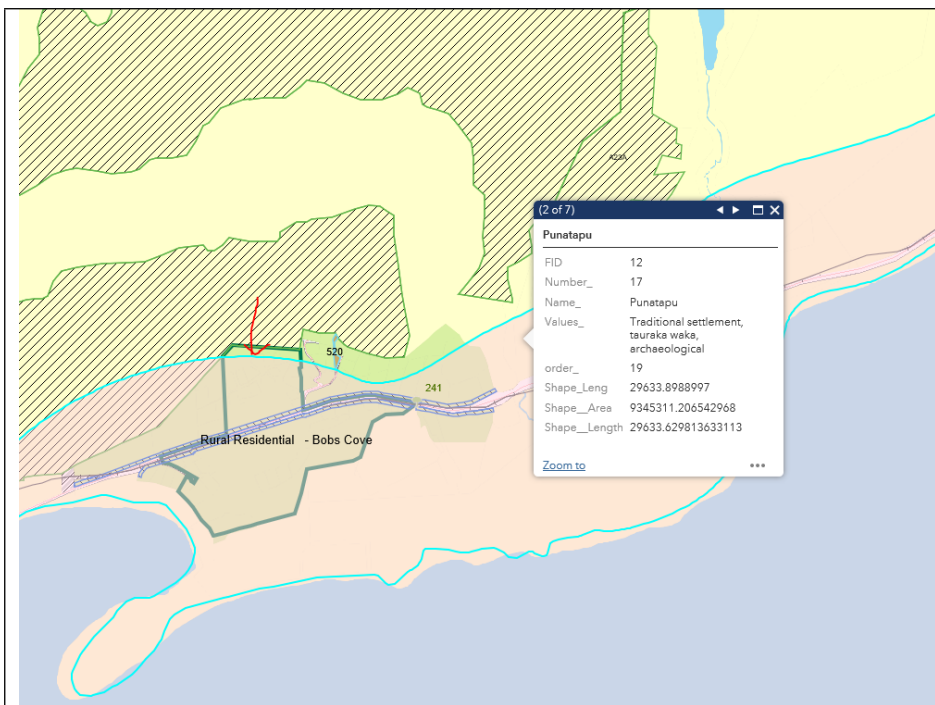 A23A
(2 of 7)
Punatapu
FID 12
Number_ 17
Name_ Punatapu
Values_ Traditional settlement,
tauraka waka,
archaeological
order_ 19
Shape_Leng 29633.8988997
Shape__Area 9345311.206542968
Shape__Length 29633.629813633113
Zoom to
520
241
Rural Residential - Bobs Cove